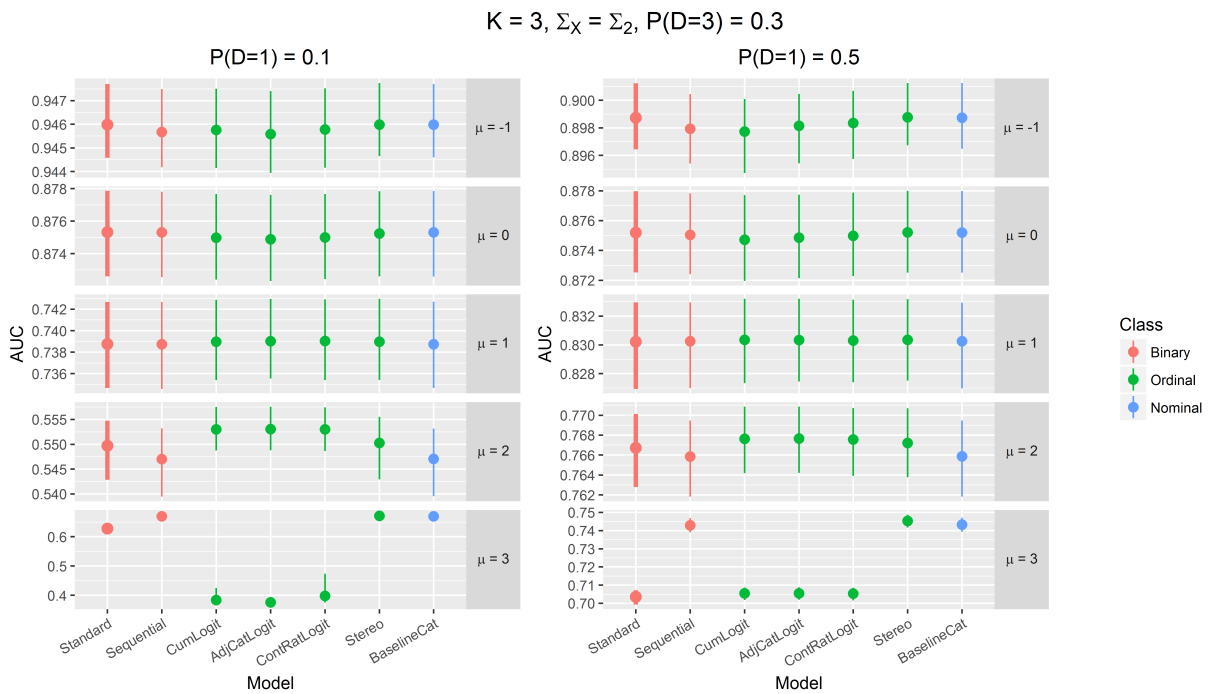 K = 3, Σ_X = Σ_2, P(D=3) = 0.3
P(D=1) = 0.1
AUC
0.947
0.946
0.945
0.944
μ = -1
0.878
0.876
0.874
μ = 0
0.742
0.740
0.738
0.736
μ = 1
0.555
0.550
0.545
0.540
μ = 2
0.6
0.5
0.4
μ = 3
Standard
Sequential
CumLogit
AdjCatLogit
ContRatLogit
Stereo
BaselineCat
Model
P(D=1) = 0.5
AUC
0.900
0.898
0.896
μ = -1
0.878
0.876
0.874
0.872
μ = 0
0.832
0.830
0.828
μ = 1
0.770
0.768
0.766
0.764
0.762
μ = 2
0.75
0.74
0.73
0.72
0.71
0.70
μ = 3
Standard
Sequential
CumLogit
AdjCatLogit
ContRatLogit
Stereo
BaselineCat
Model
Class
Binary
Ordinal
Nominal